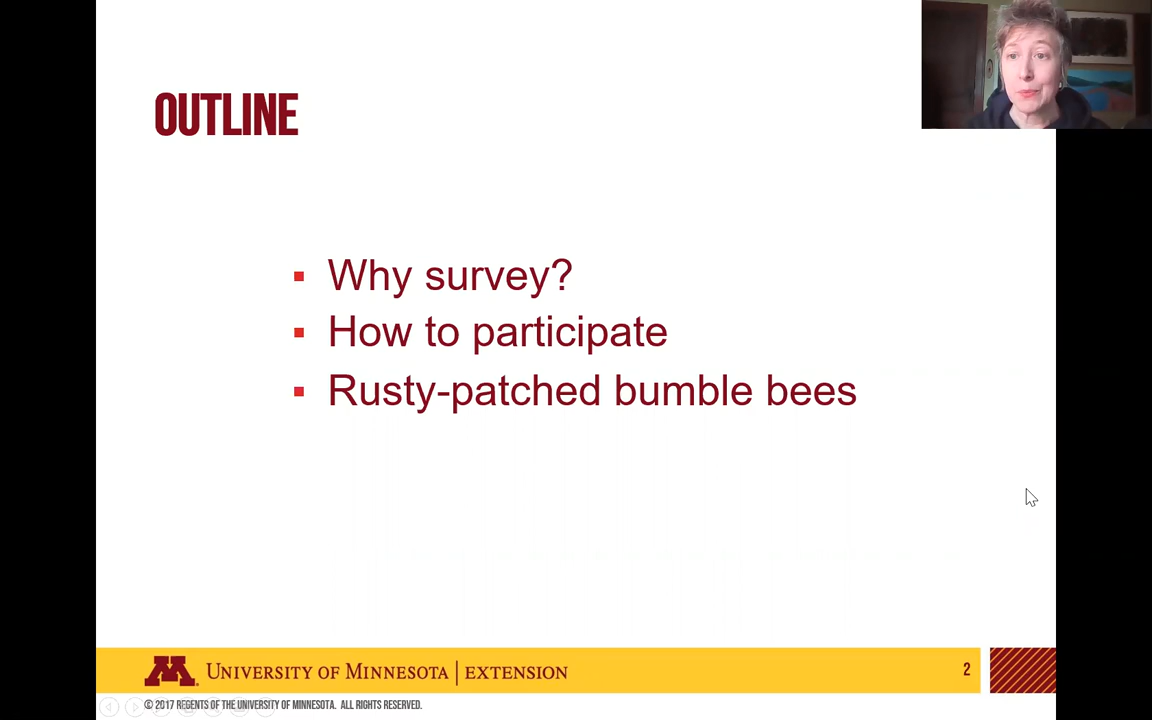 OUTLINE
Why survey?
How to participate
Rusty-patched bumble bees
UNIVERSITY OF MINNESOTA | EXTENSION
2
© 2017 REGENTS OF THE UNIVERSITY OF MINNESOTA. ALL RIGHTS RESERVED.